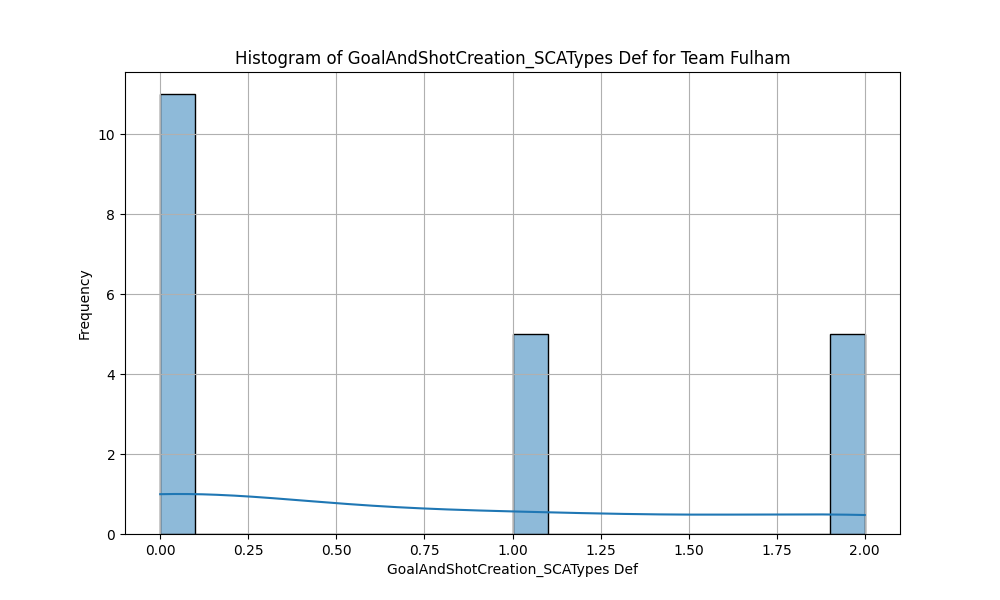 Histogram of GoalAndShotCreation_SCATypes Def for Team Fulham
10
8
6
4
2
0
Frequency
0.00 0.25 0.50 0.75 1.00 1.25 1.50 1.75 2.00
GoalAndShotCreation_SCATypes Def